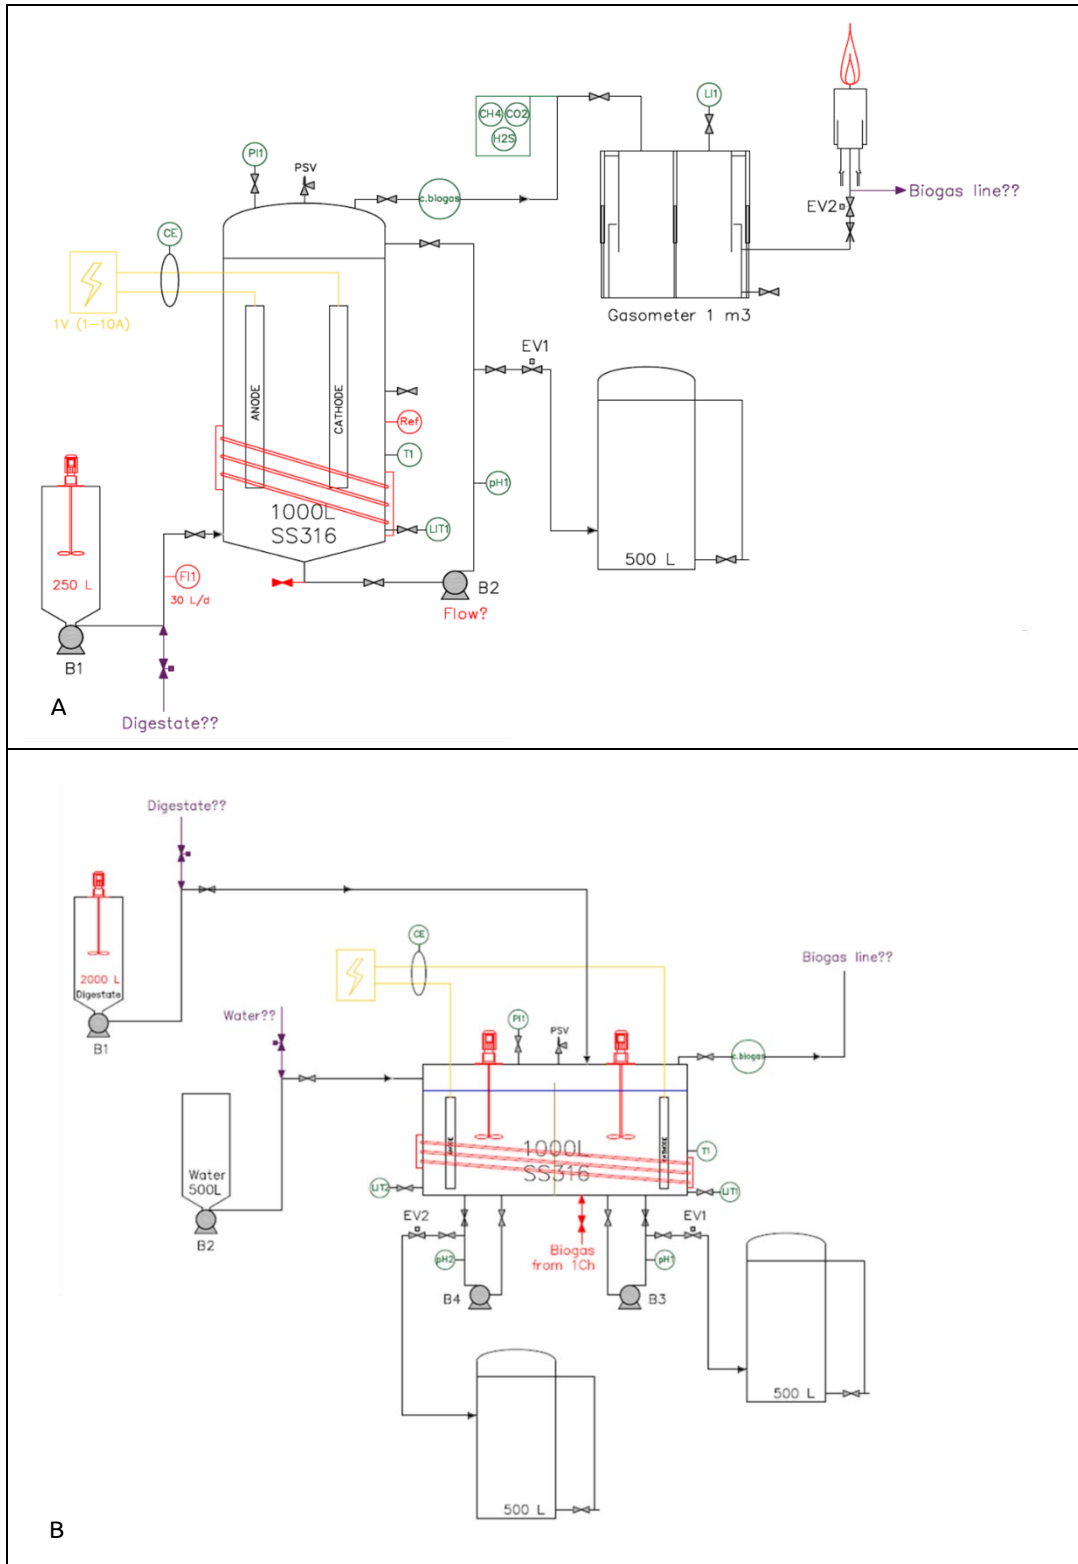 CH4 CO2
H2S
LI1
PI1
PSV
c.biogas
Biogas line??
EV2
CE
1V (1-10A)
Gasometer 1 m3
EV1
ANODE
CATHODE
Ref
T1
pH1
1000L
SS316
LIT1
500 L
250 L
FI1
30 L/d
B2
Flow?
B1
A
Digestate??
Digestate??
CE
2000 L
Digestate
B1
Water??
Biogas line??
PI1
PSV
c.biogas
CATHODE
1000L
SS316
T1
Water
500L
LIT2
LIT1
B2
EV2
EV1
pH2
Biogas
from 1Ch
pH1
B4
B3
500 L
500 L
B